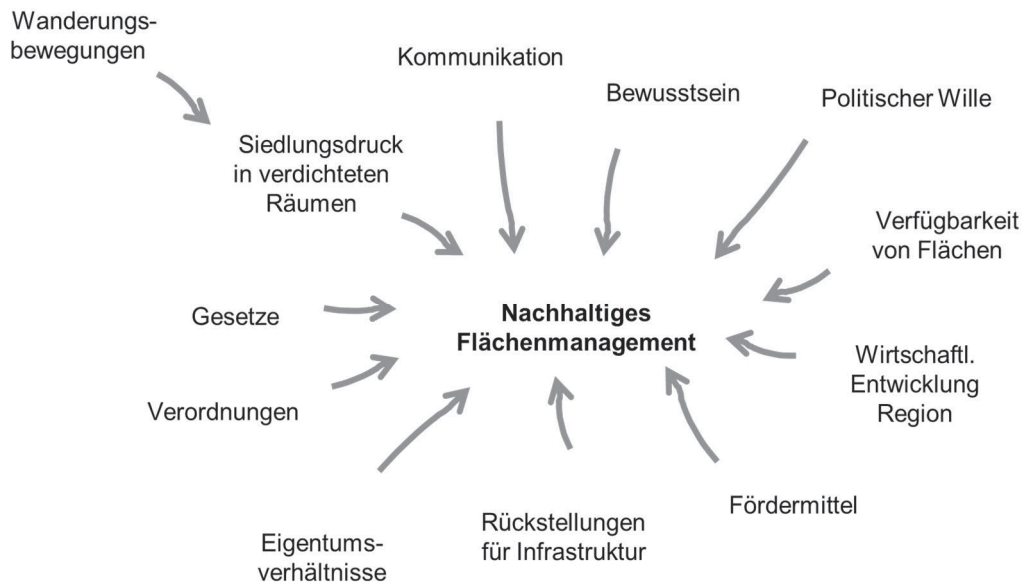 Wanderungs-
bewegungen
Kommunikation
Bewusstsein
Politischer Wille
Siedlungsdruck
in verdichteten
Räumen
Verfügbarkeit
von Flächen
Gesetze
Nachhaltiges
Flächenmanagement
Wirtschaftl.
Entwicklung
Region
Verordnungen
Fördermittel
Rückstellungen
für Infrastruktur
Eigentums-
verhältnisse